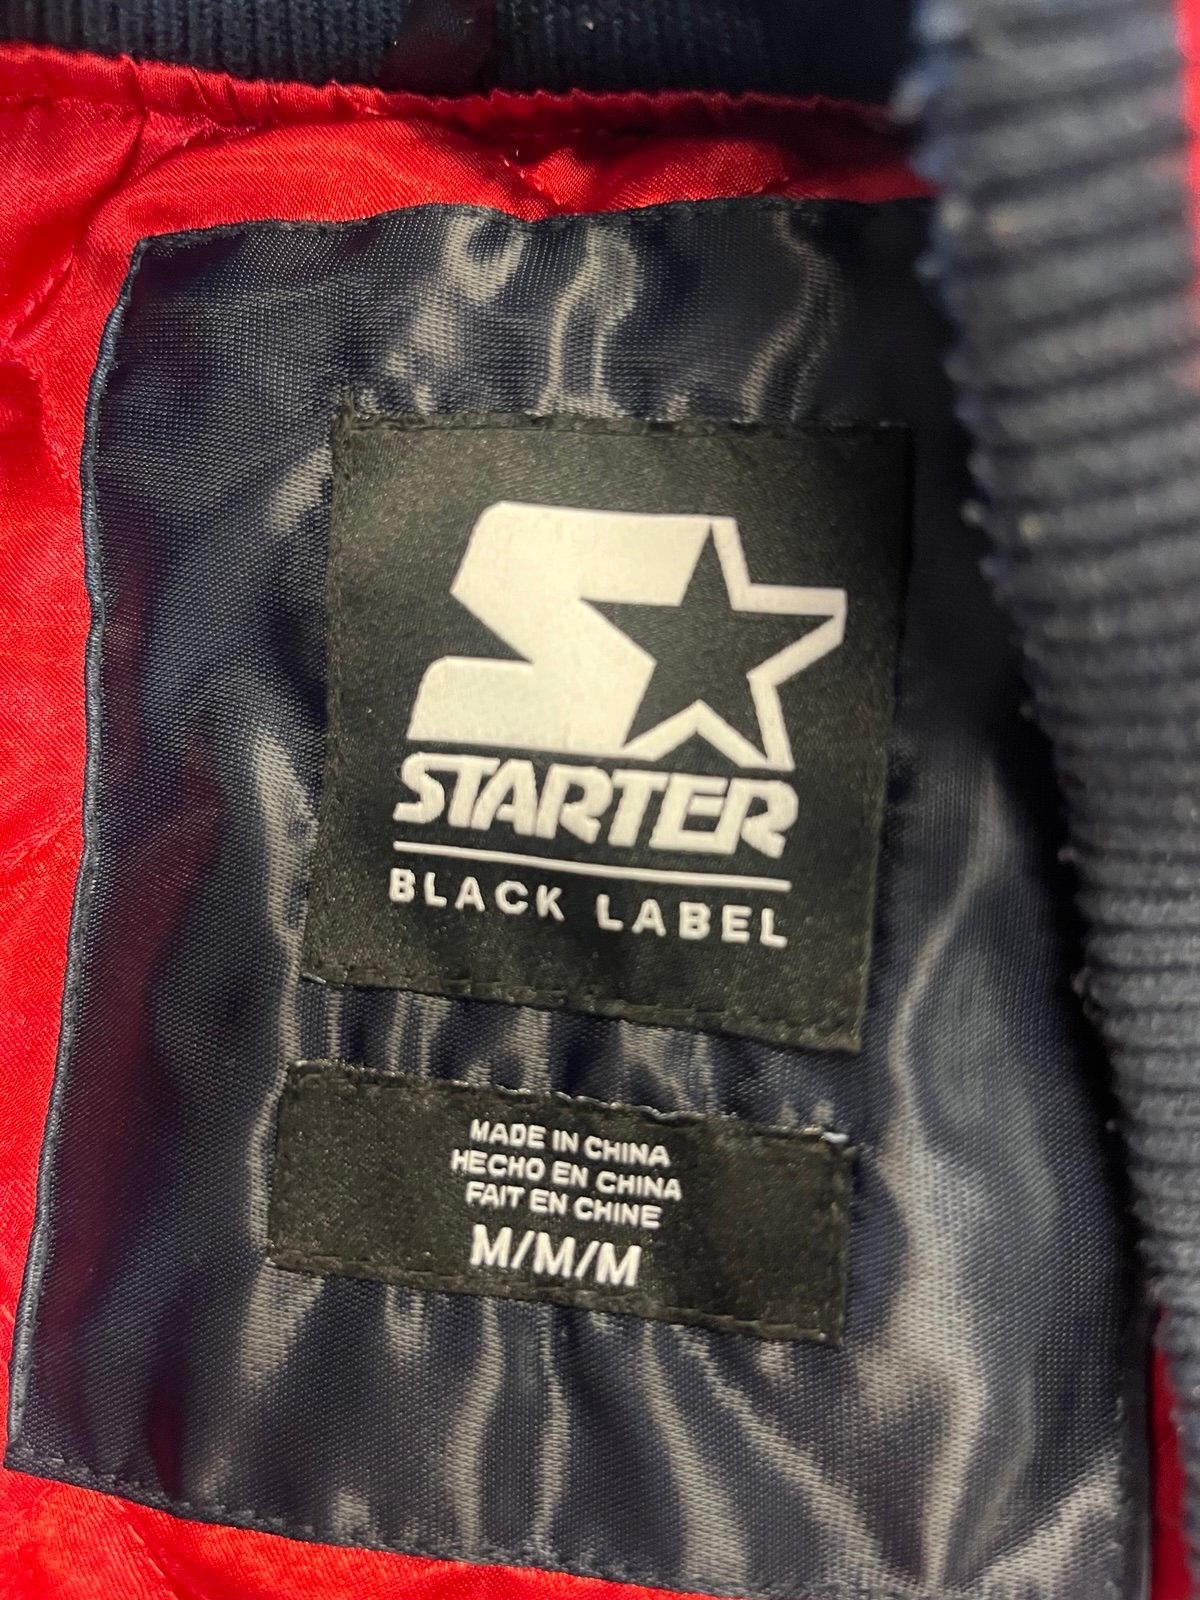 STARTER
BLACK LABEL
MADE IN CHINA
HECHO EN CHINA
FAIT EN CHINE
M/M/M